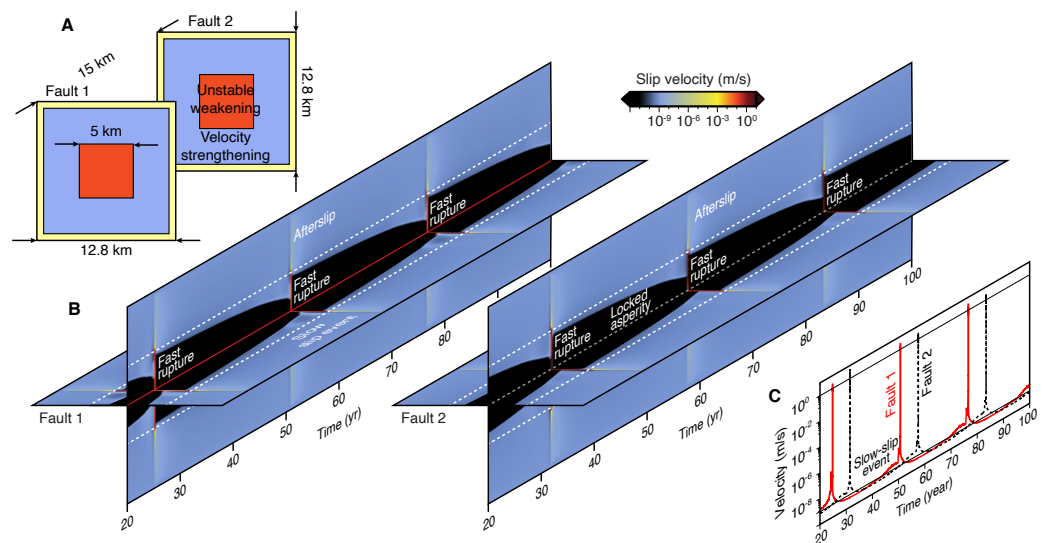 A
Fault 2
15 km
Fault 1
5 km
12.8 km
Unstable
weakening
Velocity
strengthening
12.8 km
Slip velocity (m/s)
10⁻⁹ 10⁻⁶ 10⁻³ 10⁰
B
Afterslip
Fast
rupture
Fast
rupture
Fast
rupture
Slow
slip event
Fault 1
20
30
40
50
60
70
80
Time (yr)
Afterslip
Fast
rupture
Fast
rupture
Fast
rupture
Locked
asperity
Fault 2
20
30
40
50
60
70
80
90
100
Time (yr)
C
Fault 1
Fault 2
Slow-slip
event
Velocity (m/s)
10⁰
10⁻²
10⁻⁴
10⁻⁶
10⁻⁸
20 30 40 50 60 70 80 90 100
Time (year)